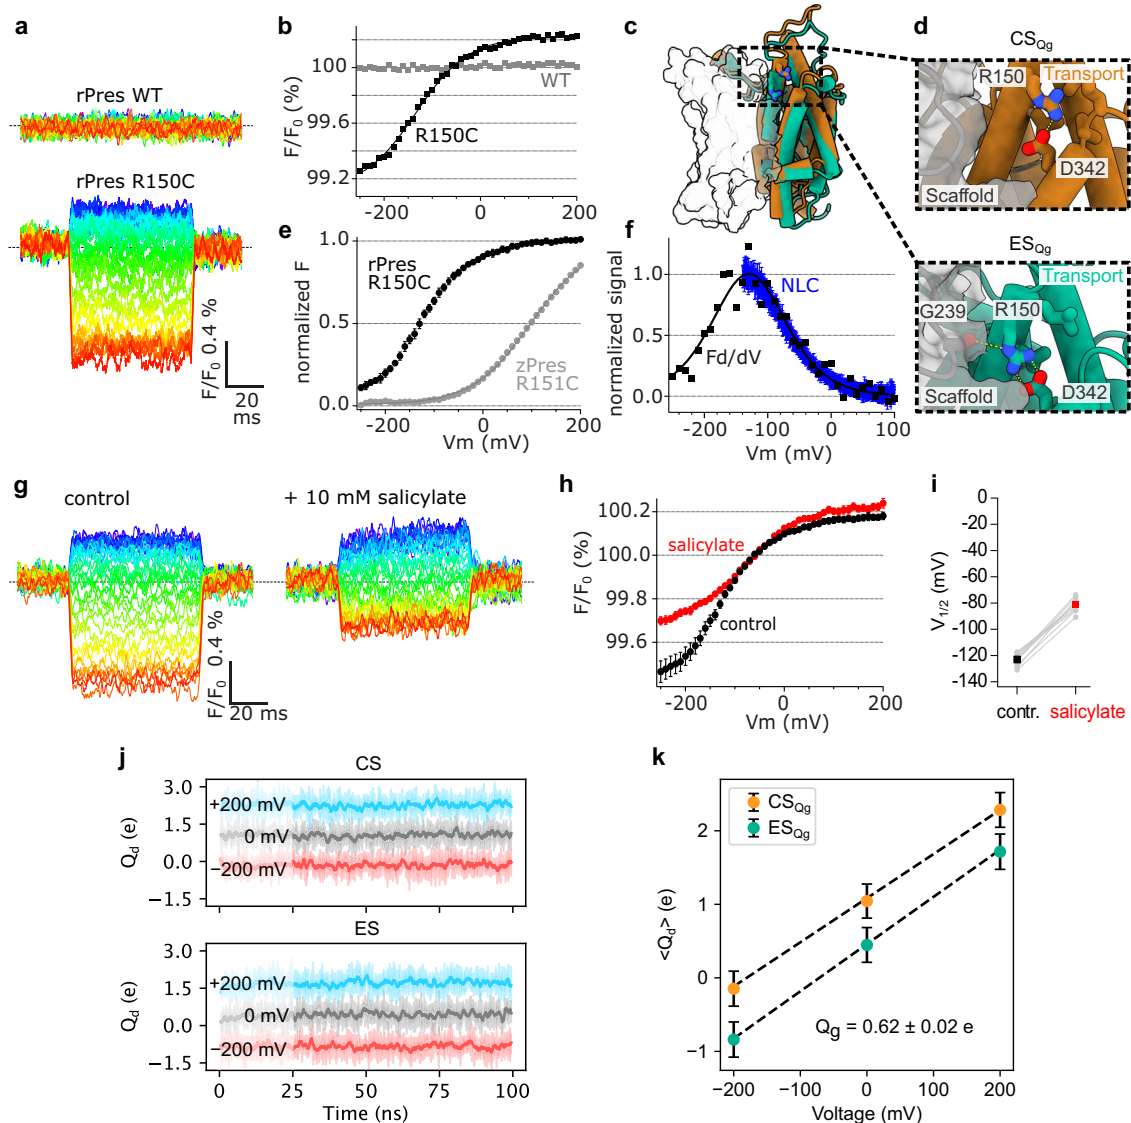 a
rPres WT
rPres R150C
F/F0 0.4 %
20
ms
b
F/F0 (%)
100
99.6
99.2
WT
R150C
-200
0
200
c
d
CSQg
R150
Transport
D342
Scaffold
ESQg
Transport
G239
R150
Scaffold
D342
e
normalized F
1.0
0.5
0
rPres
R150C
zPres
R151C
-200
0
200
Vm (mV)
f
normalized signal
1.0
0.5
0.0
NLC
Fd/dV
-200
-100
0
100
Vm (mV)
g
control
+ 10 mM salicylate
F/F0 0.4 %
20 ms
h
F/F0 (%)
100.2
100.0
99.8
99.6
salicylate
control
-200
0
200
Vm (mV)
i
V1/2 (mV)
0
-20
-40
-60
-80
-100
-120
-140
contr.
salicylate
j
CS
Qd (e)
3.0
1.5
0.0
−1.5
+200 mV
0 mV
−200 mV
ES
Qd (e)
3.0
1.5
0.0
−1.5
+200 mV
0 mV
−200 mV
0
25
50
75
100
Time (ns)
k
<Qd> (e)
2
1
0
−1
CSQg
ESQg
Qg = 0.62 ± 0.02 e
−200
−100
0
100
200
Voltage (mV)